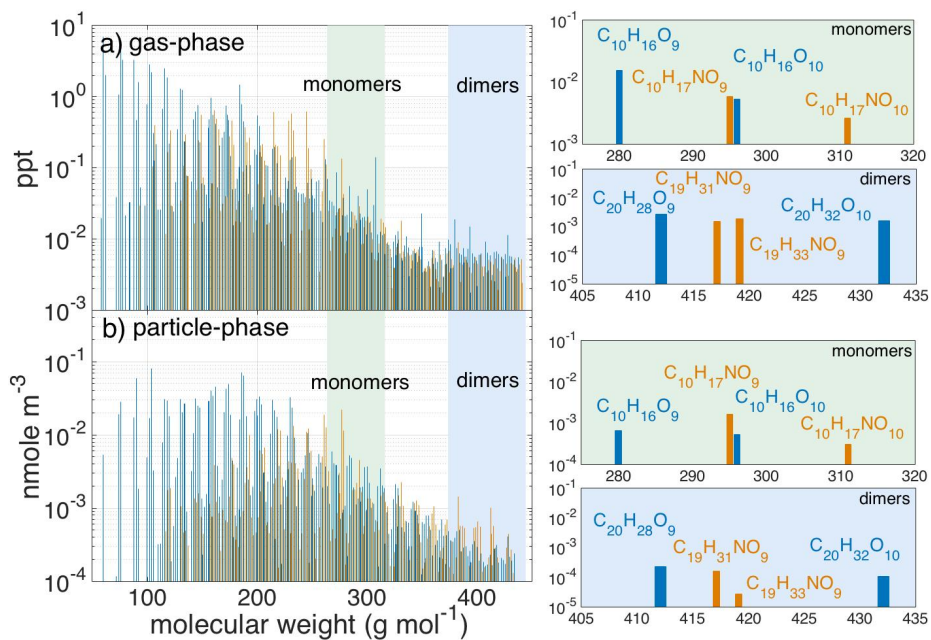 a) gas-phase
monomers
dimers
ppt
10¹
10⁰
10⁻¹
10⁻²
10⁻³
b) particle-phase
monomers
dimers
nmole m⁻³
10⁻¹
10⁻²
10⁻³
10⁻⁴
100 200 300 400
molecular weight (g mol⁻¹)
monomers
C₁₀H₁₆O₉
C₁₀H₁₆O₁₀
C₁₀H₁₇NO₉
C₁₀H₁₇NO₁₀
10⁻¹
10⁻²
10⁻³
280 290 300 310 320
dimers
C₁₉H₃₁NO₉
C₂₀H₂₈O₉
C₂₀H₃₂O₁₀
C₁₉H₃₃NO₉
10⁻¹
10⁻²
10⁻³
10⁻⁴
10⁻⁵
405 410 415 420 425 430 435
monomers
C₁₀H₁₇NO₉
C₁₀H₁₆O₉
C₁₀H₁₆O₁₀
C₁₀H₁₇NO₁₀
10⁻¹
10⁻²
10⁻³
10⁻⁴
280 290 300 310 320
dimers
C₂₀H₂₈O₉
C₁₉H₃₁NO₉
C₂₀H₃₂O₁₀
C₁₉H₃₃NO₉
10⁻¹
10⁻²
10⁻³
10⁻⁴
10⁻⁵
405 410 415 420 425 430 435